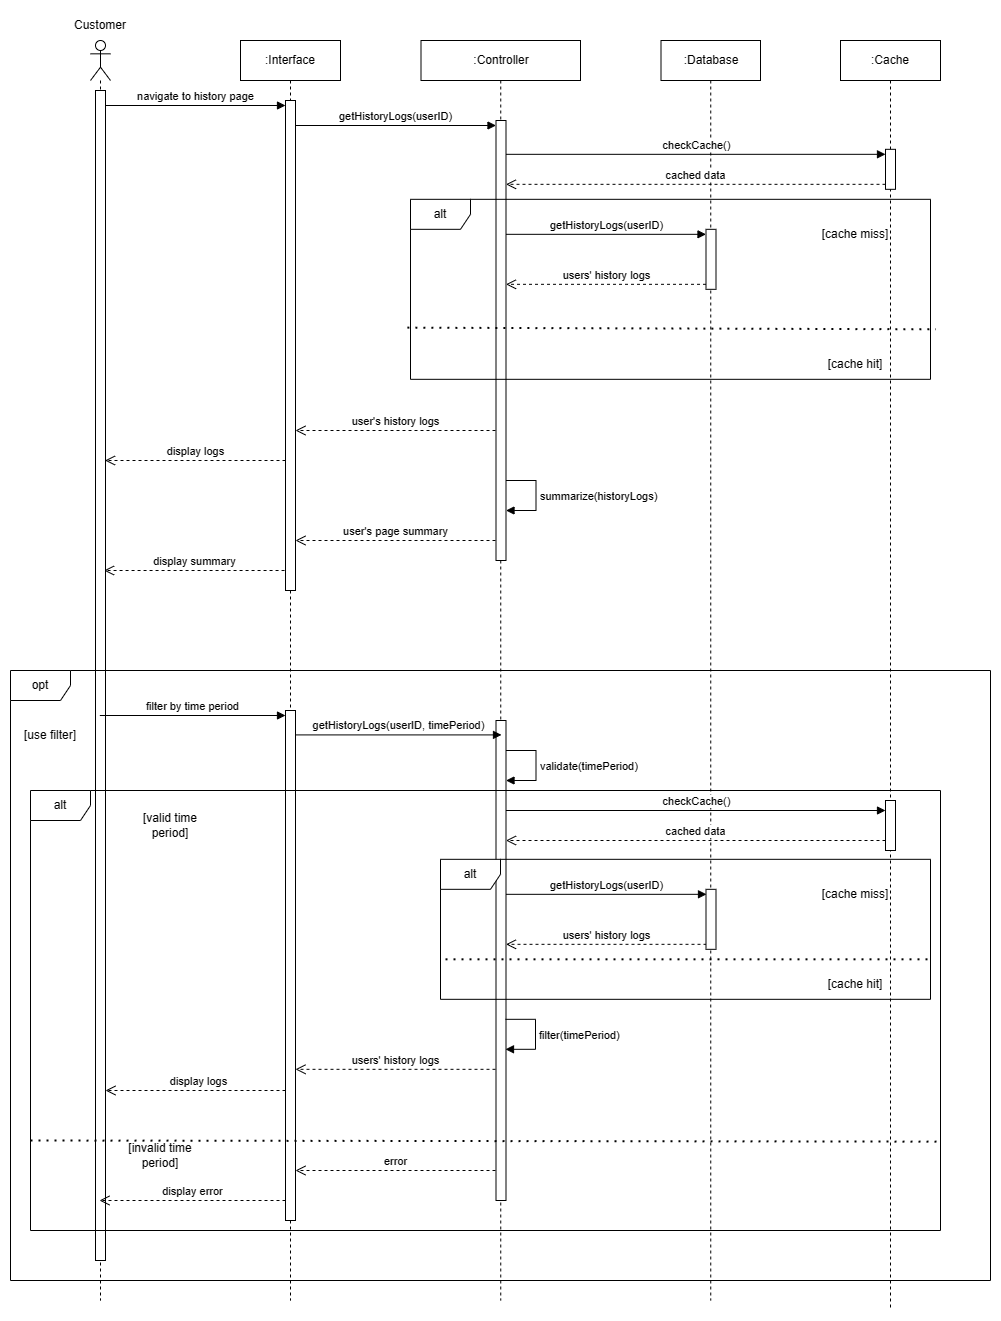 Customer
:Interface
:Controller
:Database
:Cache
navigate to history page
getHistoryLogs(userID)
checkCache()
cached data
alt
getHistoryLogs(userID)
[cache miss]
users' history logs
[cache hit]
user's history logs
display logs
summarize(historyLogs)
user's page summary
display summary
opt
filter by time period
[use filter]
getHistoryLogs(userID, timePeriod)
validate(timePeriod)
alt
checkCache()
[valid time
period]
cached data
alt
getHistoryLogs(userID)
[cache miss]
users' history logs
[cache hit]
filter(timePeriod)
users' history logs
display logs
[invalid time
period]
error
display error